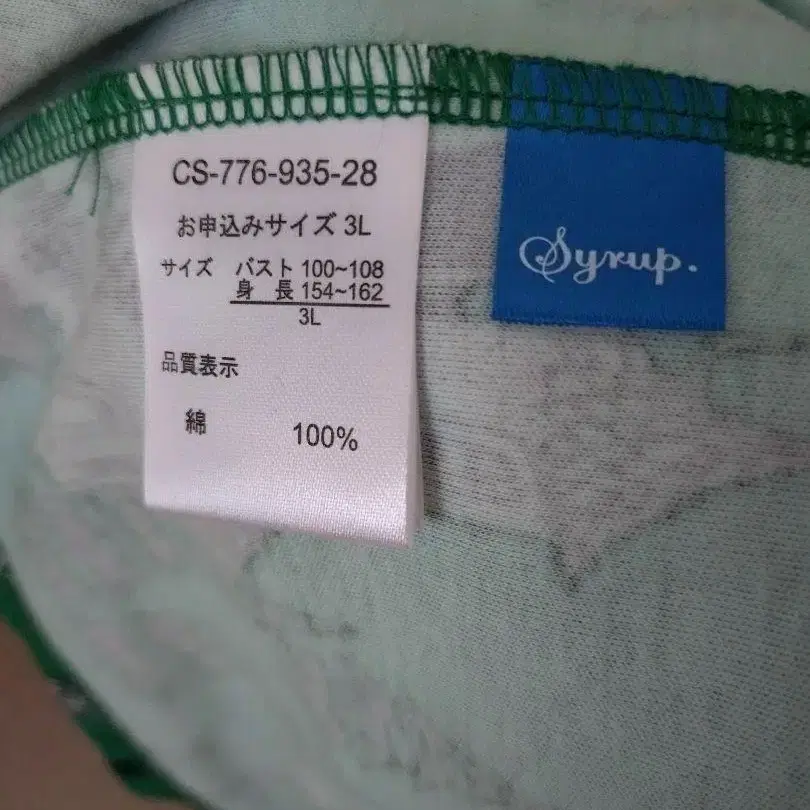 CS-776-935-28
お申込みサイズ 3L
サイズ バスト 100~108
身 長 154~162
3L
品質表示
綿 100%
Syrup.